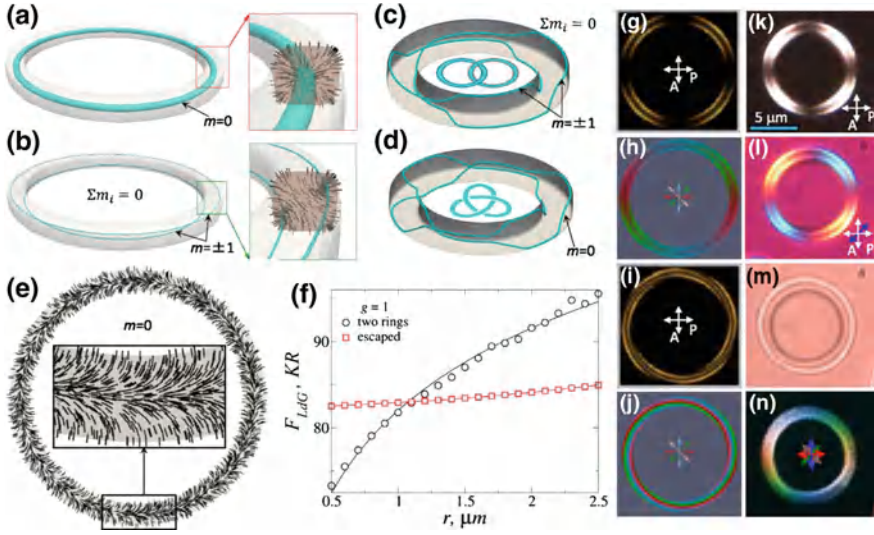 (a)
m=0
(b)
Σm_i = 0
m=±1
(c)
Σm_i = 0
m=±1
(d)
m=0
(e)
m=0
(f)
g = 1
two rings
escaped
F_LdG, KR
90
80
0.5
1
1.5
2
2.5
r, μm
(g)
A
P
(h)
(i)
A
P
(j)
(k)
5 μm
A
P
(l)
A
P
(m)
(n)